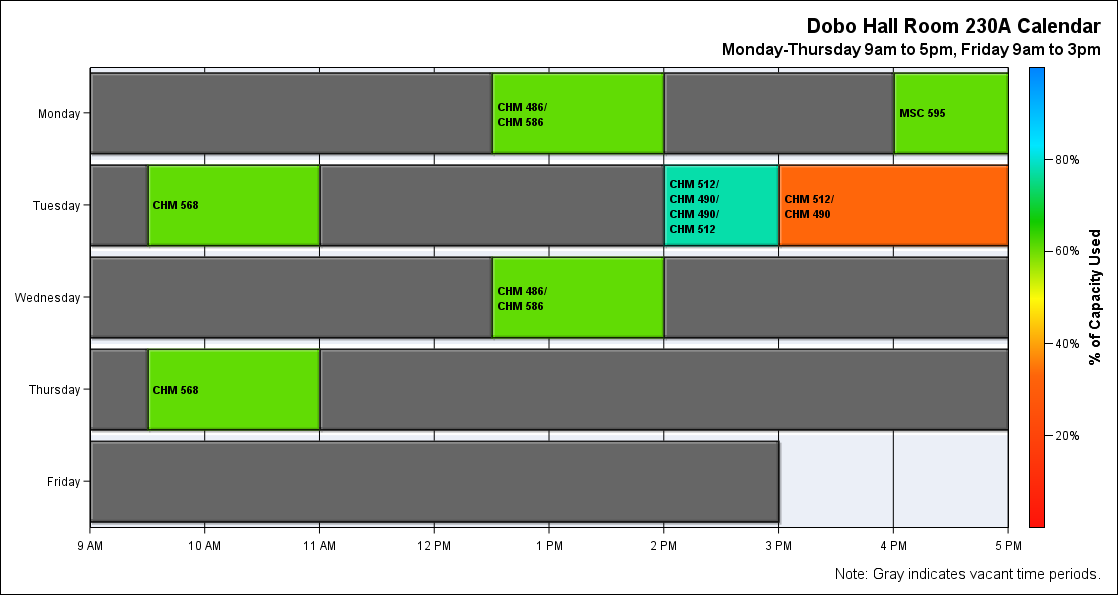 Dobo Hall Room 230A Calendar
Monday-Thursday 9am to 5pm, Friday 9am to 3pm
Monday
CHM 486/
CHM 586
MSC 595
Tuesday
CHM 568
CHM 512/
CHM 490/
CHM 490/
CHM 512
CHM 512/
CHM 490
Wednesday
CHM 486/
CHM 586
Thursday
CHM 568
Friday
9 AM 10 AM 11 AM 12 PM 1 PM 2 PM 3 PM 4 PM 5 PM
80%
60%
40%
20%
% of Capacity Used
Note: Gray indicates vacant time periods.